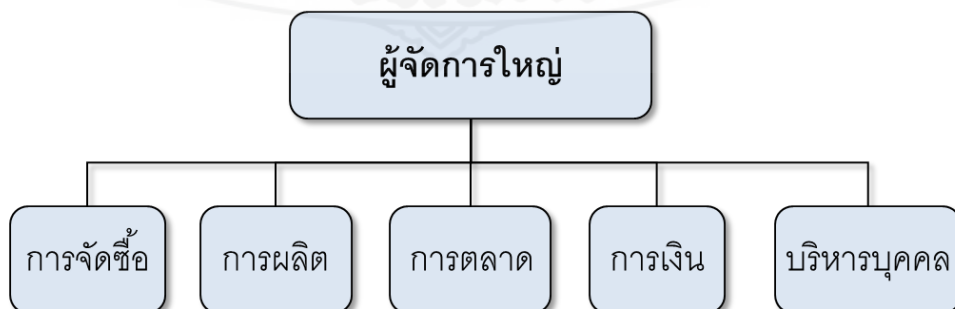 ผู้จัดการใหญ่
การจัดซื้อ
การผลิต
การตลาด
การเงิน
บริหารบุคคล